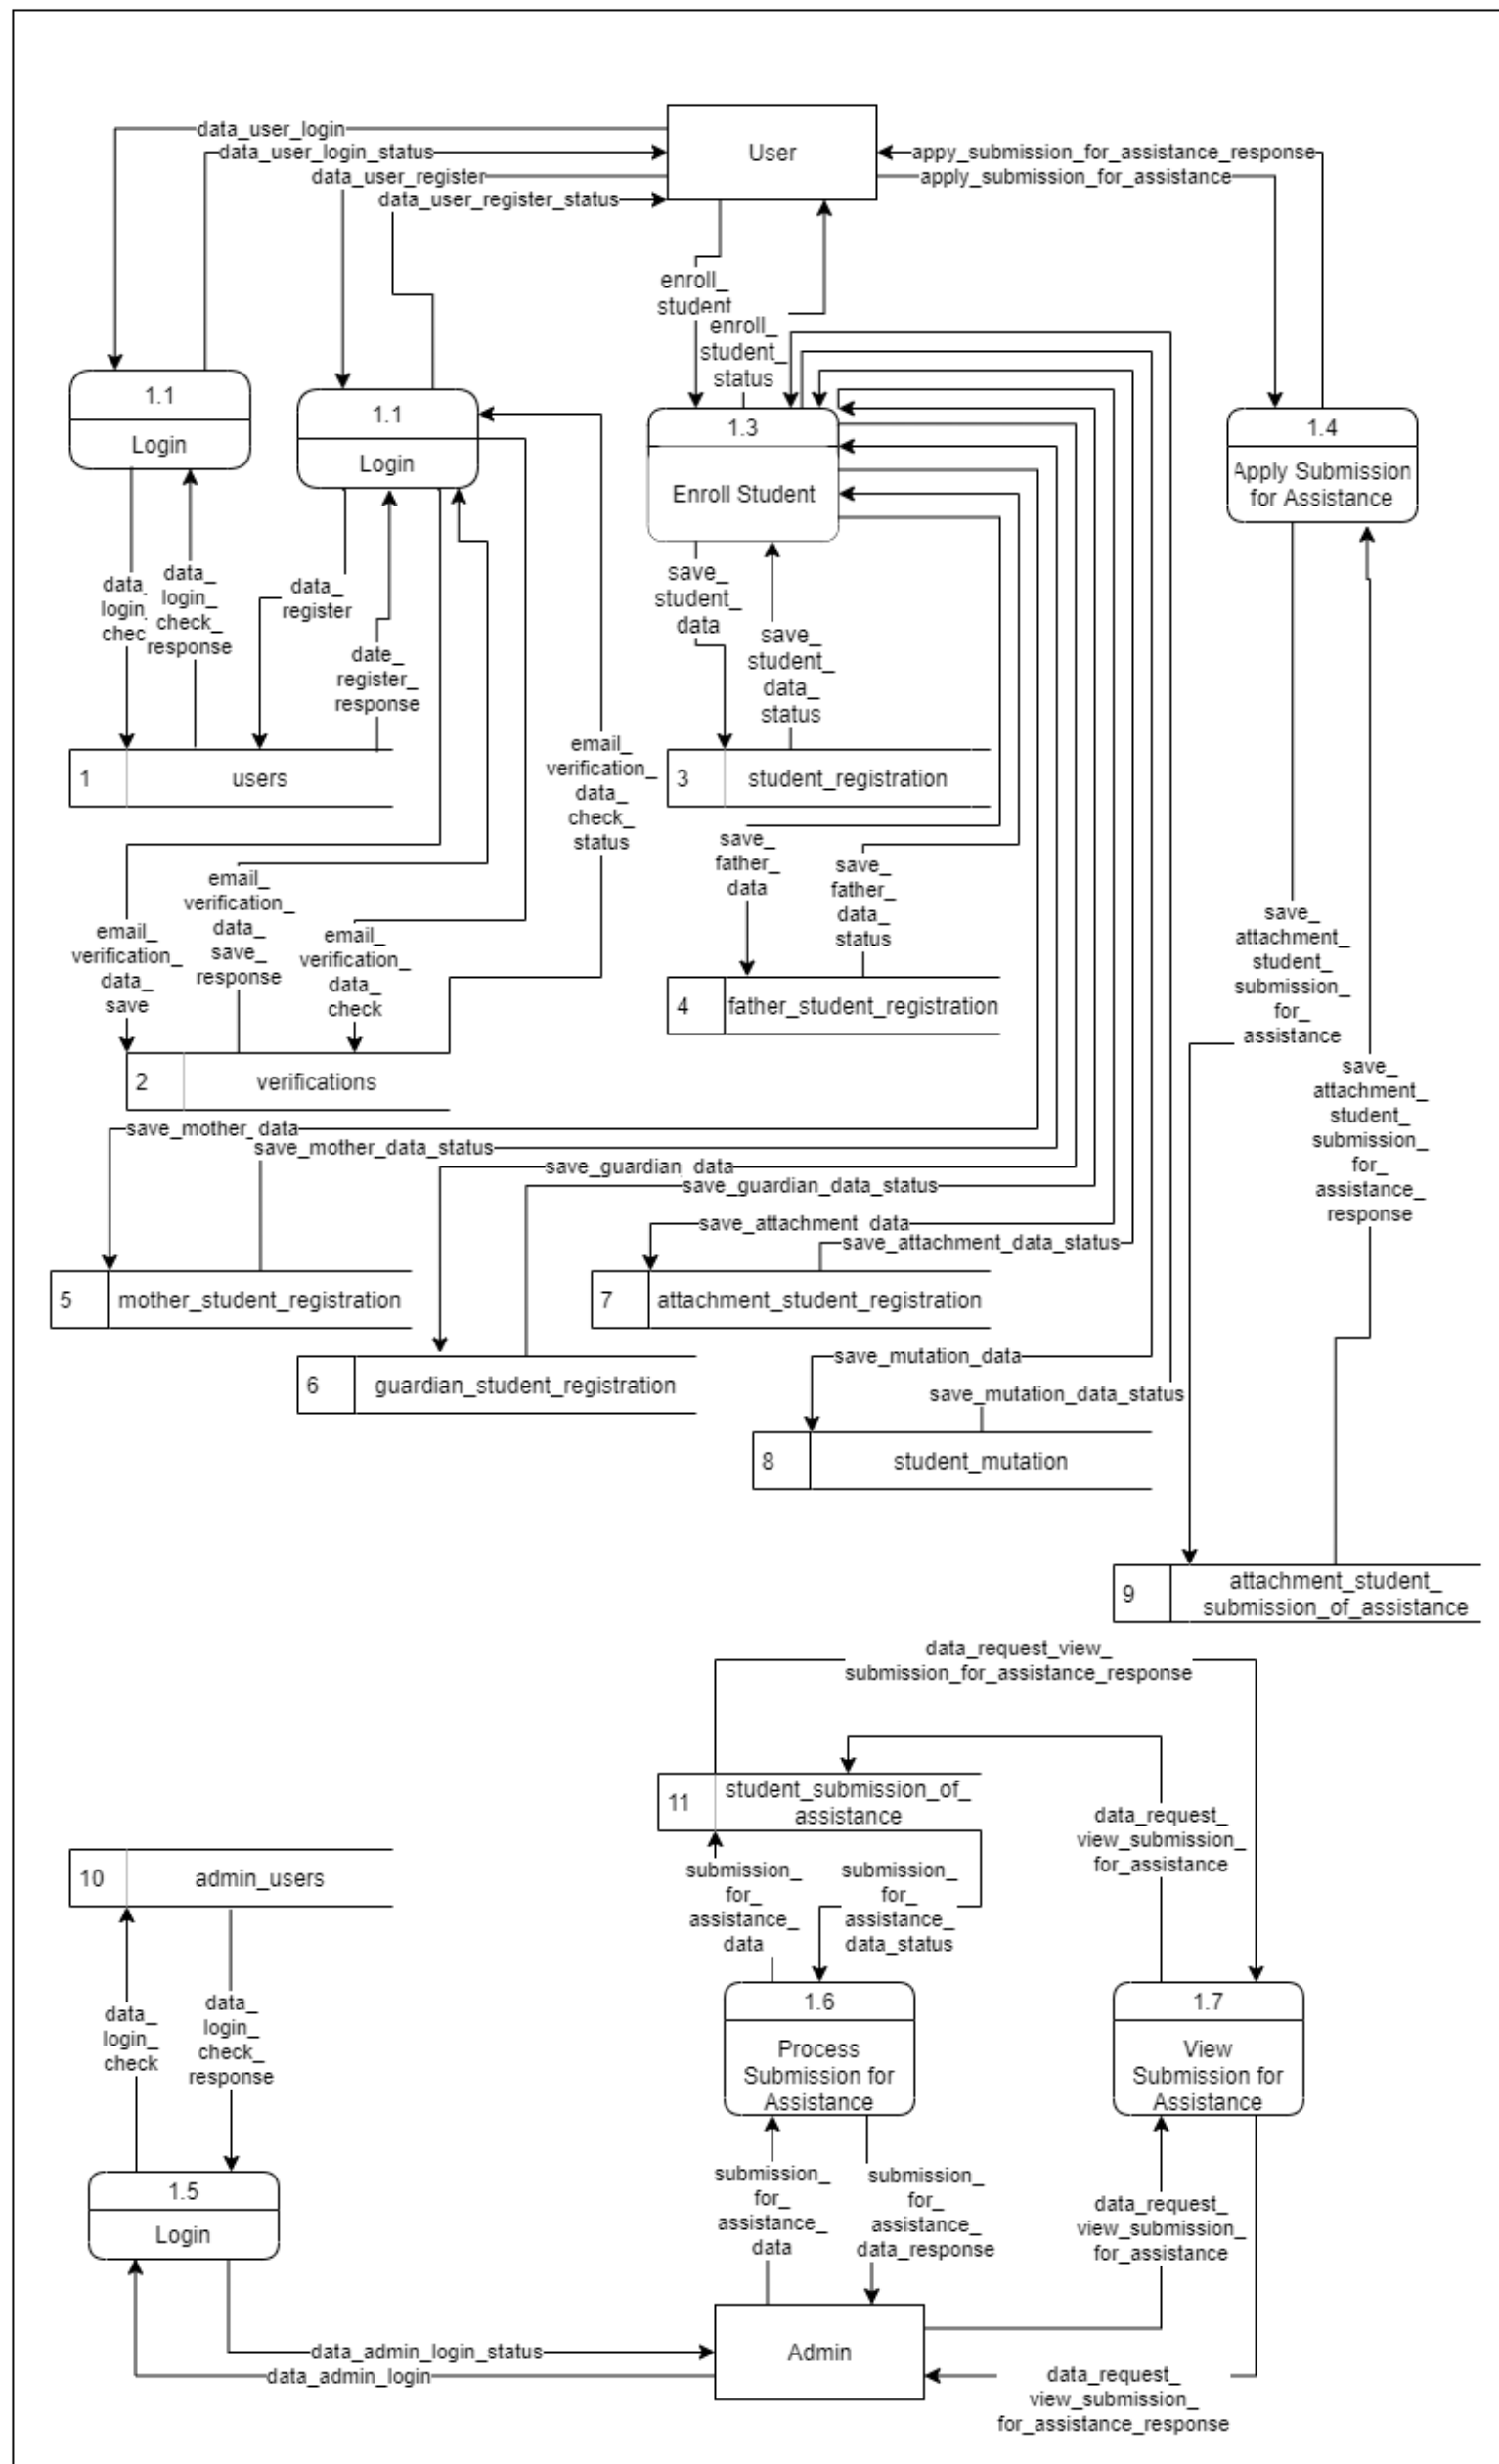 User
data_user_login
data_user_login_status
data_user_register
data_user_register_status
appy_submission_for_assistance_response
apply_submission_for_assistance
enroll_
student
enroll_
student_
status
1.1
Login
1.1
Login
1.3
Enroll Student
1.4
Apply Submission
for Assistance
data_
login_
chec
data_
login_
check_
response
data_
register
date_
register_
response
save_
student_
data
save_
student_
data_
status
email_
verification_
data_
check_
status
1
users
3
student_registration
save_
father_
data
save_
father_
data_
status
email_
verification_
data_
save
email_
verification_
data_
save_
response
email_
verification_
data_
check
save_
attachment_
student_
submission_
for_
assistance
4
father_student_registration
2
verifications
save_
attachment_
student_
submission_
for_
assistance_
response
save_mother_data
save_mother_data_status
save_guardian_data
save_guardian_data_status
save_attachment_data
save_attachment_data_status
5
mother_student_registration
7
attachment_student_registration
6
guardian_student_registration
save_mutation_data
save_mutation_data_status
8
student_mutation
9
attachment_student_
submission_of_assistance
data_request_view_
submission_for_assistance_response
11
student_submission_of_
assistance
data_request_
view_submission_
for_assistance
10
admin_users
submission_
for_
assistance_
data
submission_
for_
assistance_
data_status
data_
login_
check
data_
login_
check_
response
1.6
Process
Submission for
Assistance
1.7
View
Submission for
Assistance
1.5
Login
submission_
for_
assistance_
data
submission_
for_
assistance_
data_response
data_request_
view_submission_
for_assistance
Admin
data_admin_login_status
data_admin_login
data_request_
view_submission_
for_assistance_response